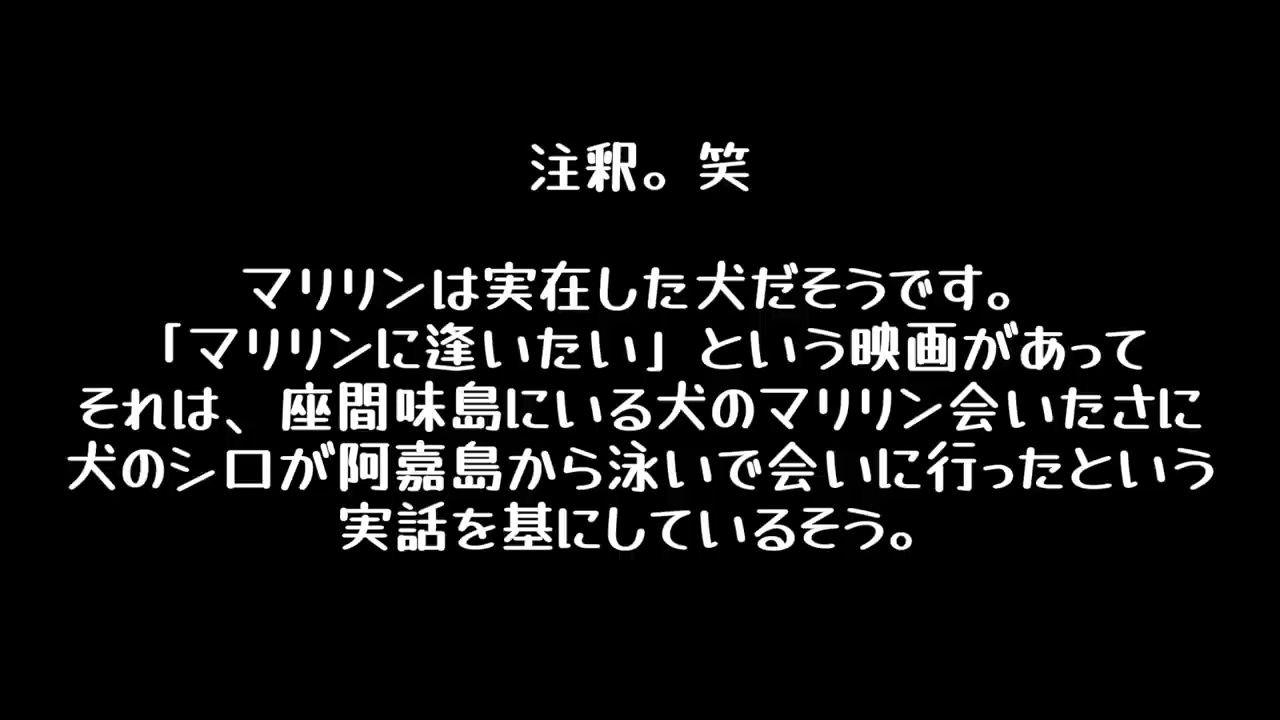 注釈。笑
マリリンは実在した犬だそうです。
「マリリンに逢いたい」という映画があって
それは、座間味島にいる犬のマリリン会いたさに
犬のシロが阿嘉島から泳いで会いに行ったという
実話を基にしているそう。